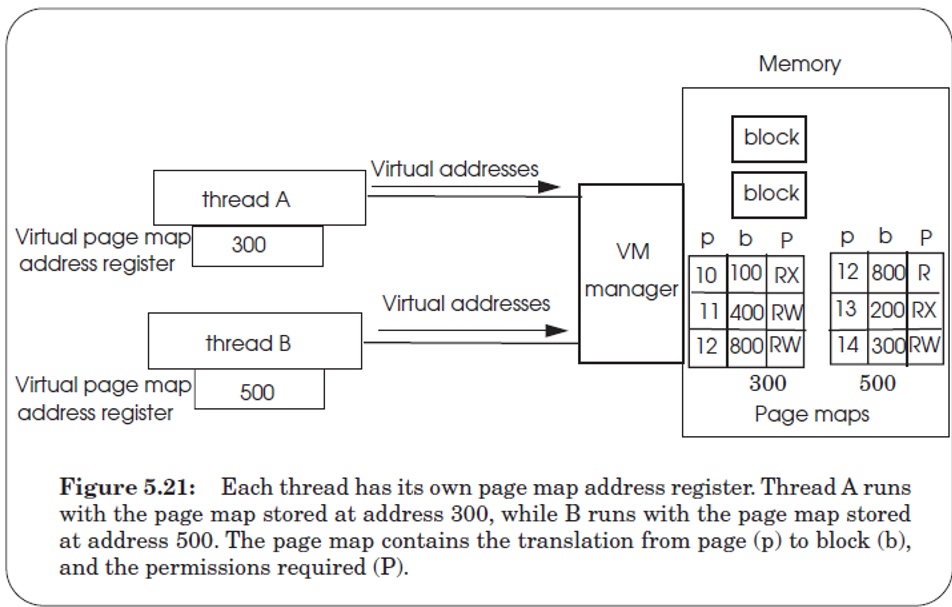 Memory
block
block
Virtual addresses
thread A
Virtual page map
address register
300
VM
manager
p b P
10 100 RX
11 400 RW
12 800 RW
300
p b P
12 800 R
13 200 RX
14 300 RW
500
Page maps
Virtual addresses
thread B
Virtual page map
address register
500
Figure 5.21: Each thread has its own page map address register. Thread A runs
with the page map stored at address 300, while B runs with the page map stored
at address 500. The page map contains the translation from page (p) to block (b),
and the permissions required (P).